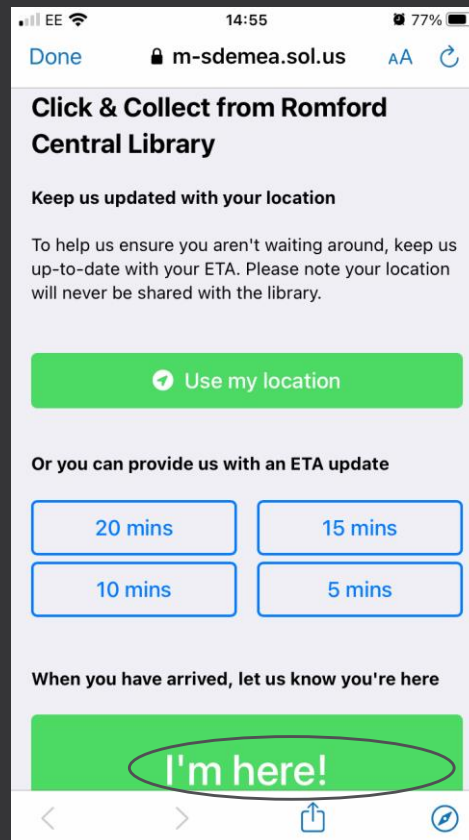 EE 14:55 77%
Done m-sdemea.sol.us AA
Click & Collect from Romford
Central Library
Keep us updated with your location
To help us ensure you aren't waiting around, keep us
up-to-date with your ETA. Please note your location
will never be shared with the library.
Use my location
Or you can provide us with an ETA update
20 mins 15 mins
10 mins 5 mins
When you have arrived, let us know you're here
I'm here!